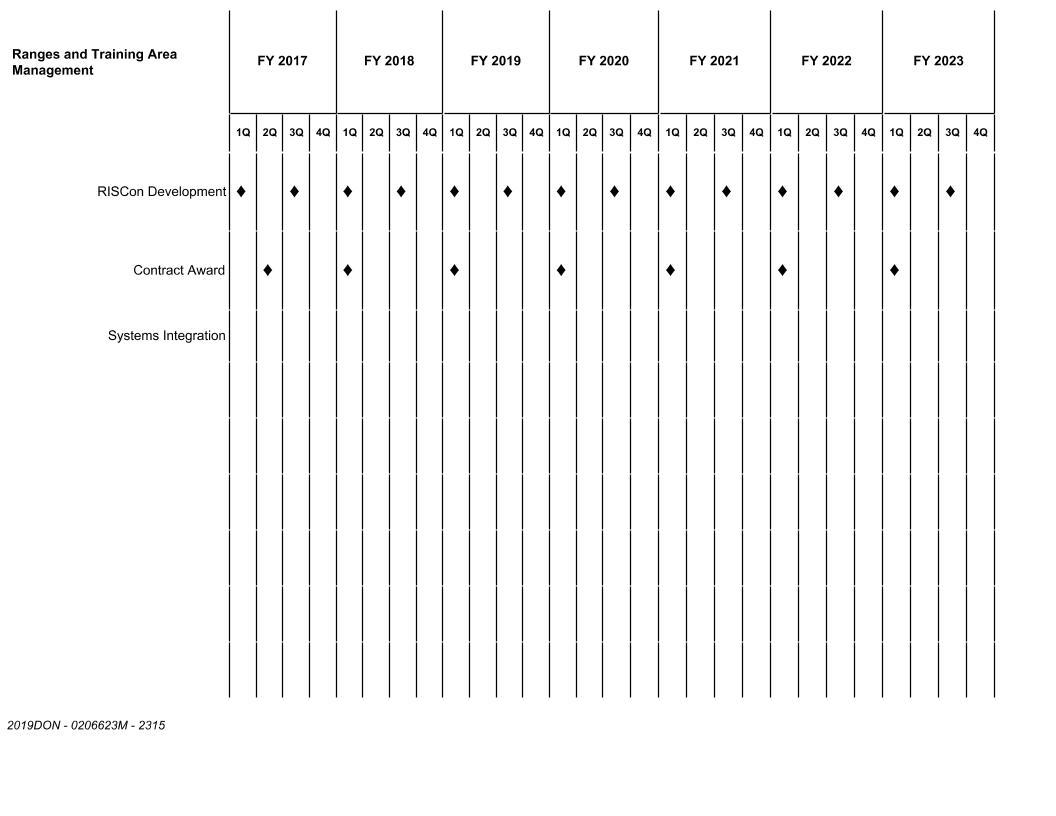 Ranges and Training Area
Management
FY 2017 FY 2018 FY 2019 FY 2020 FY 2021 FY 2022 FY 2023
1Q 2Q 3Q 4Q 1Q 2Q 3Q 4Q 1Q 2Q 3Q 4Q 1Q 2Q 3Q 4Q 1Q 2Q 3Q 4Q 1Q 2Q 3Q 4Q 1Q 2Q 3Q 4Q
RISCon Development
Contract Award
Systems Integration
2019DON - 0206623M - 2315